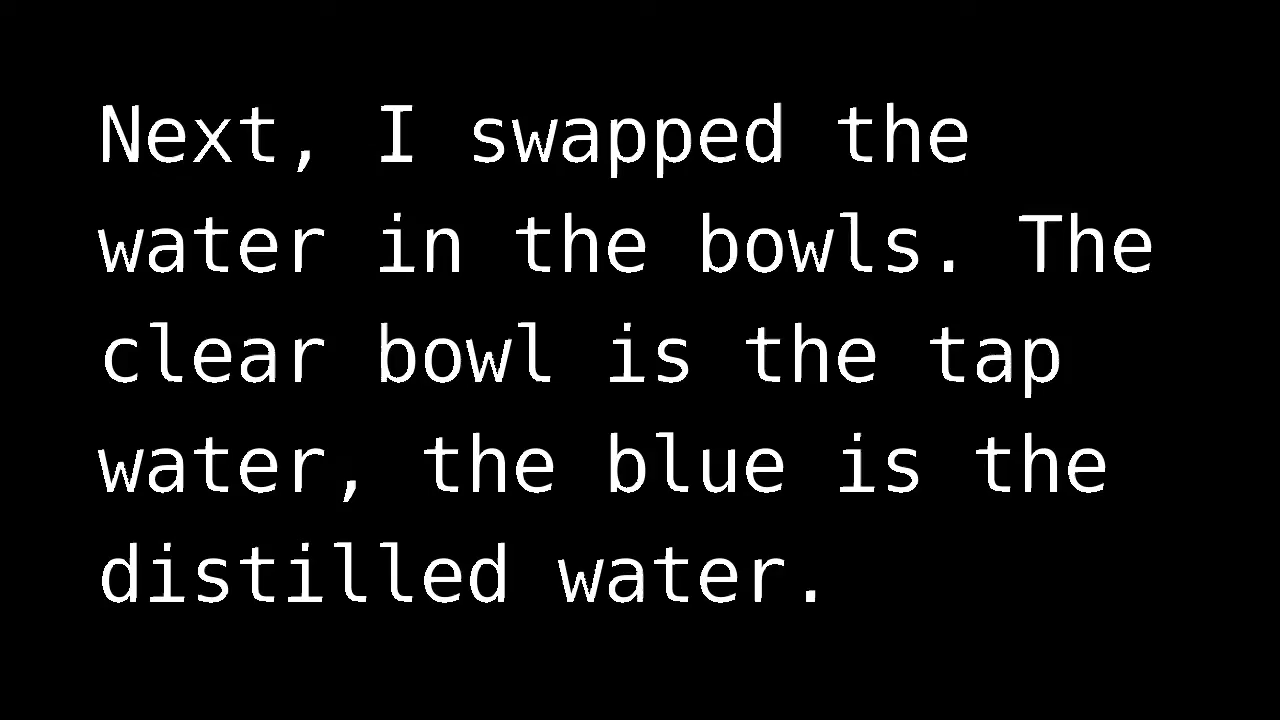 Next, I swapped the
water in the bowls. The
clear bowl is the tap
water, the blue is the
distilled water.